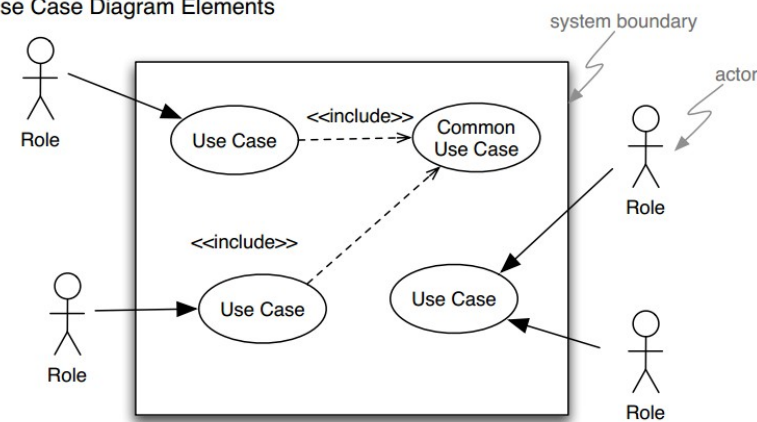 se Case Diagram Elements
system boundary
actor
<<include>>
Role
Use Case
Common
Use Case
Role
<<include>>
Use Case
Use Case
Role
Role